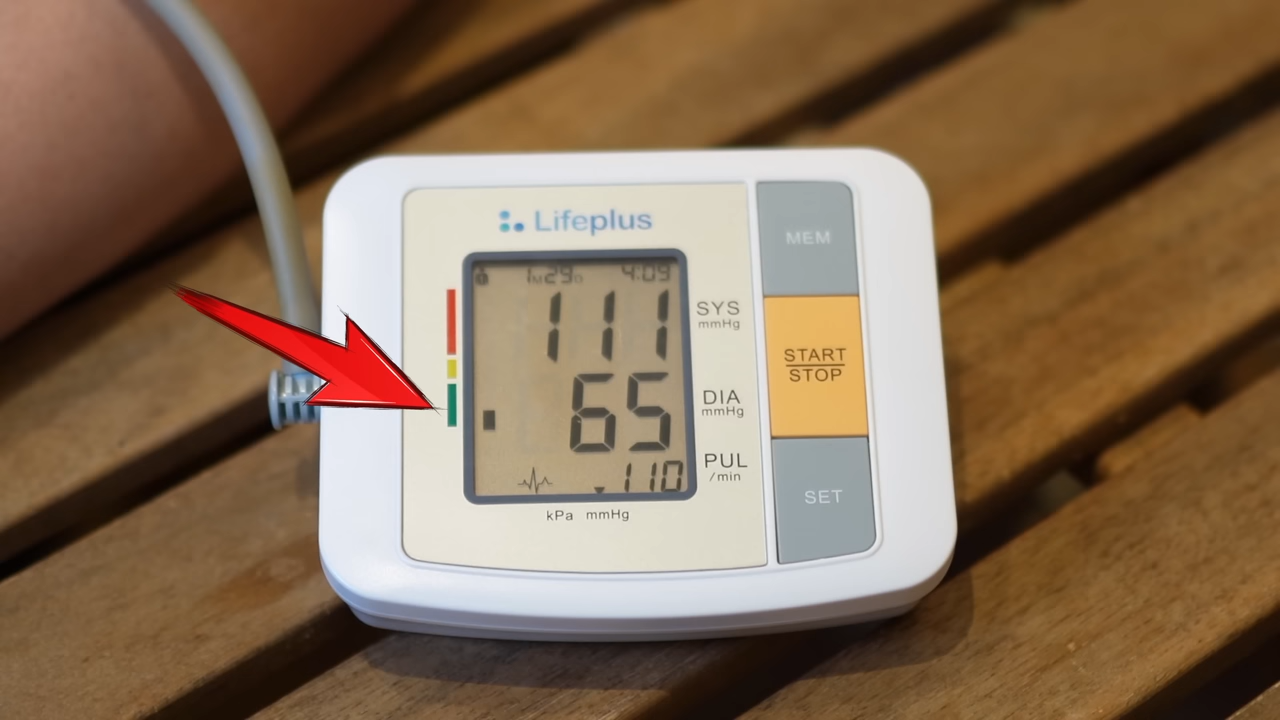 Lifeplus
1M29D 4:09
111 SYS
mmHg
65 DIA
mmHg
110 PUL
/min
kPa mmHg
MEM
START
STOP
SET